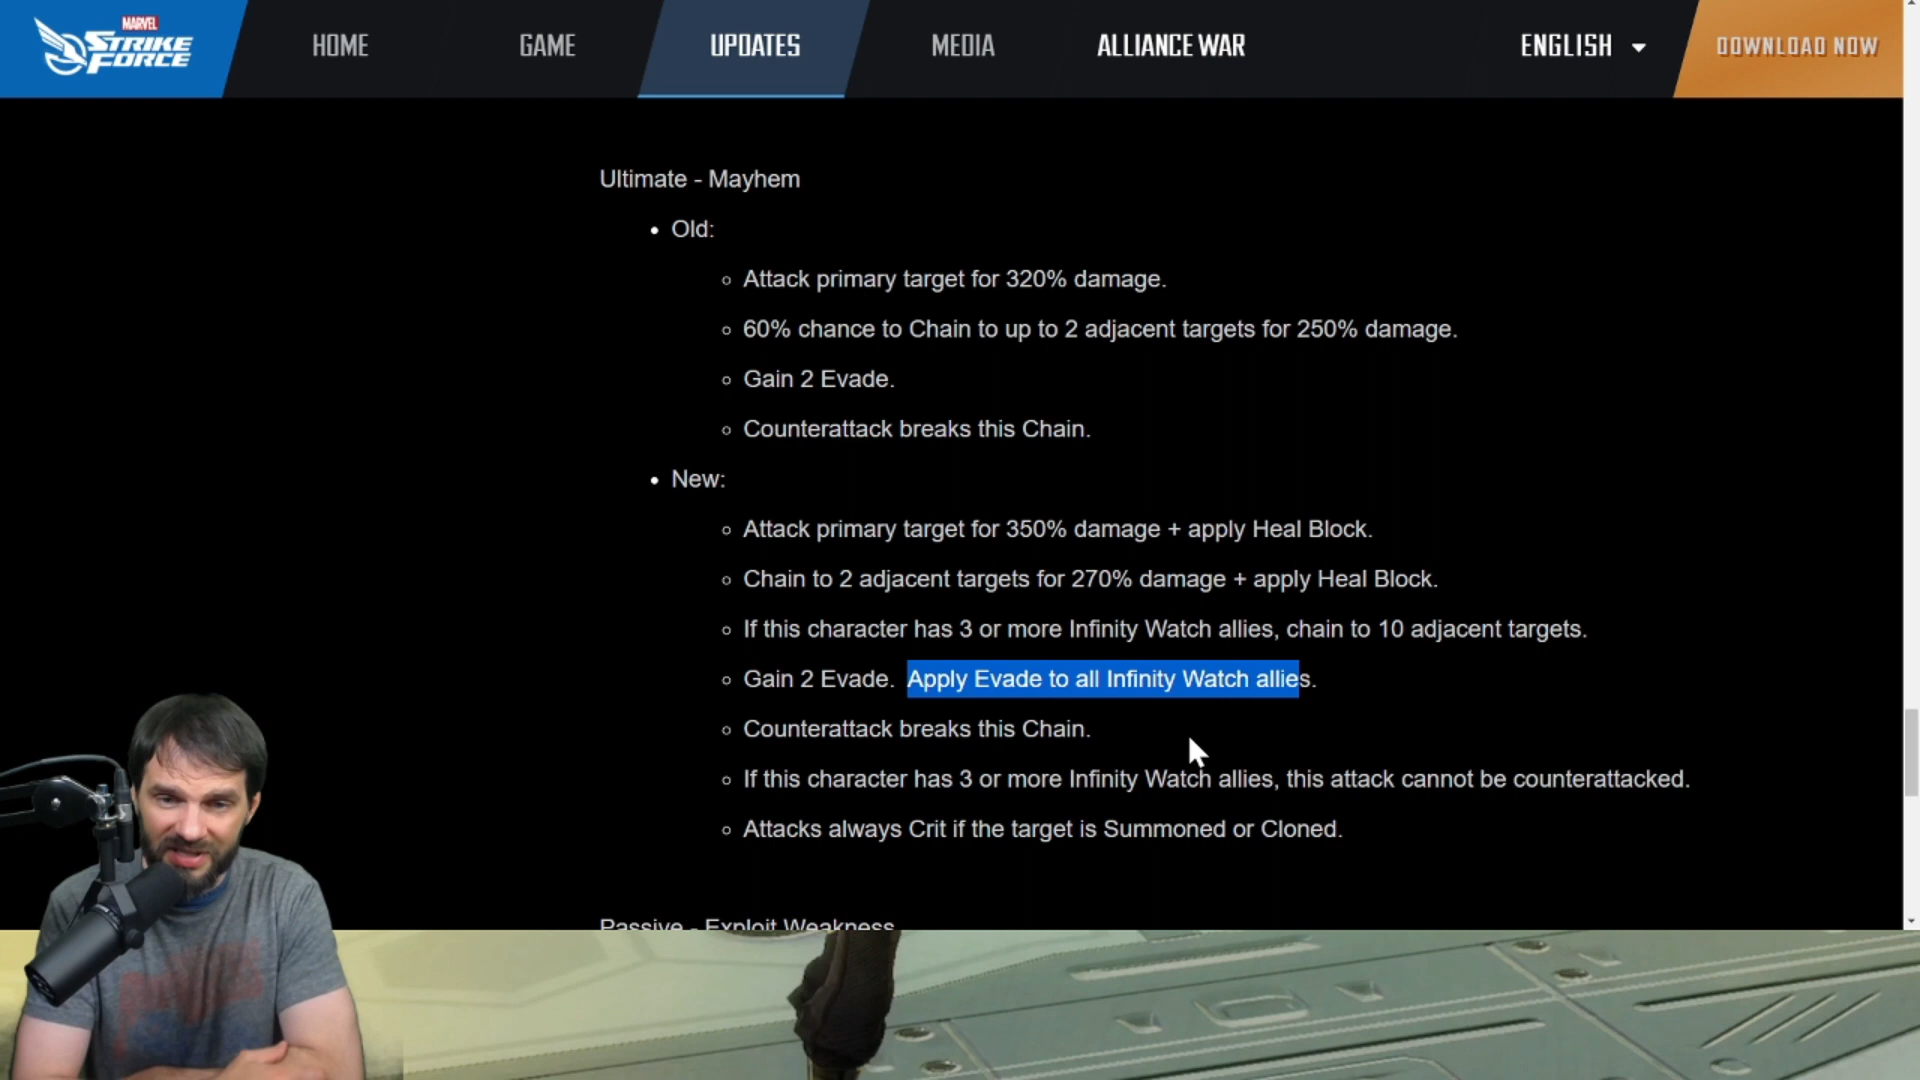 MARVEL
STRIKE
FORCE
HOME
GAME
UPDATES
MEDIA
ALLIANCE WAR
ENGLISH
DOWNLOAD NOW
Ultimate - Mayhem
Old:
Attack primary target for 320% damage.
60% chance to Chain to up to 2 adjacent targets for 250% damage.
Gain 2 Evade.
Counterattack breaks this Chain.
New:
Attack primary target for 350% damage + apply Heal Block.
Chain to 2 adjacent targets for 270% damage + apply Heal Block.
If this character has 3 or more Infinity Watch allies, chain to 10 adjacent targets.
Gain 2 Evade. Apply Evade to all Infinity Watch allies.
Counterattack breaks this Chain.
If this character has 3 or more Infinity Watch allies, this attack cannot be counterattacked.
Attacks always Crit if the target is Summoned or Cloned.
Passive - Exploit Weakness